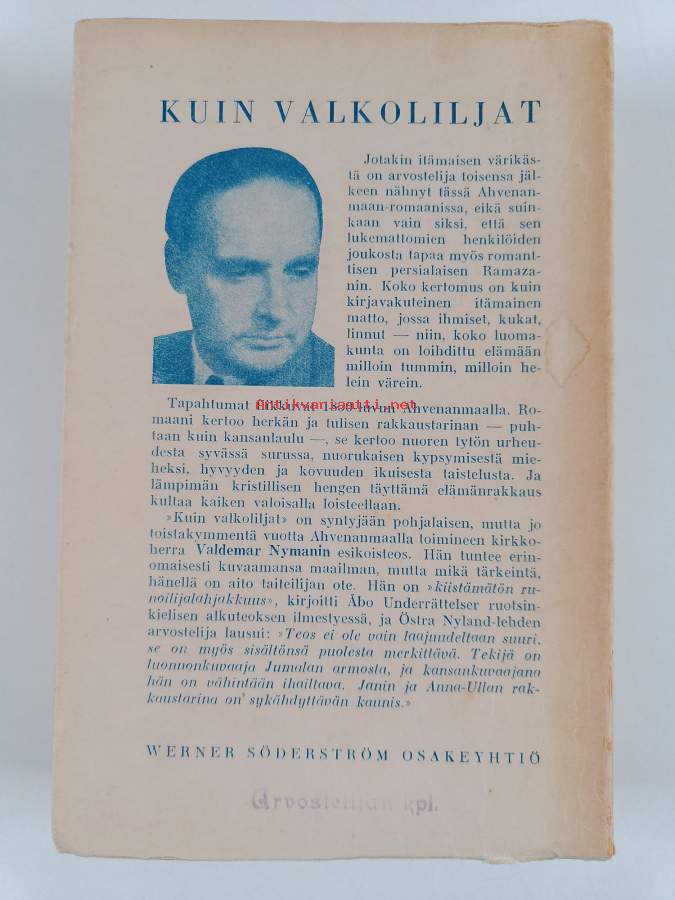 KUIN VALKOLILJAT
Jotakin itämaisen värikäs-
tä on arvostelija toisensa jäl-
keen nähnyt tässä Ahvenan-
maan-romaanissa, eikä suin-
kaan vain siksi, että sen
lukemattomien henkilöiden
joukosta tapaa myös romant-
tisen persialaisen Ramaza-
nin. Koko kertomus on kuin
kirjavakuteinen itämainen
matto, jossa ihmiset, kukat,
linnut — niin, koko luoma-
kunta on loihdittu elämään
milloin tummin, milloin he-
lein värein.
Tapahtumat 1800-luvun Ahvenanmaalla. Ro-
antikvariaatti.net
maani kertoo herkän ja tulisen rakkaustarinan — puh-
taan kuin kansanlaulu —, se kertoo nuoren tytön urheu-
desta syvässä surussa, nuorukaisen kypsymisestä mie-
heksi, hyvyyden ja kovuuden ikuisesta taistelusta. Ja
lämpimän kristillisen hengen täyttämä elämänrakkaus
kultaa kaiken valoisalla loisteellaan.
»Kuin valkoliljat» on syntyjään pohjalaisen, mutta jo
toistakymmentä vuotta Ahvenanmaalla toimineen kirkko-
herra Valdemar Nymanin esikoisteos. Hän tuntee erin-
omaisesti kuvaamansa maailman, mutta mikä tärkeintä,
hänellä on aito taiteilijan ote. Hän on »kiistämätön ru-
noilijalahjakkuus», kirjoitti Åbo Underrättelser ruotsin-
kielisen alkuteoksen ilmestyessä, ja Östra Nyland-lehden
arvostelija lausui: »Teos ei ole vain laajuudeltaan suuri,
se on myös sisältönsä puolesta merkittävä. Tekijä on
luonnonkuvaaja Jumalan armosta, ja kansankuvaajana
hän on vähintään ihailtava. Janin ja Anna-Ullan rak-
kaustarina on sykähdyttävän kaunis.»
WERNER SÖDERSTRÖM OSAKEYHTIÖ
Arvostelijan kpl.